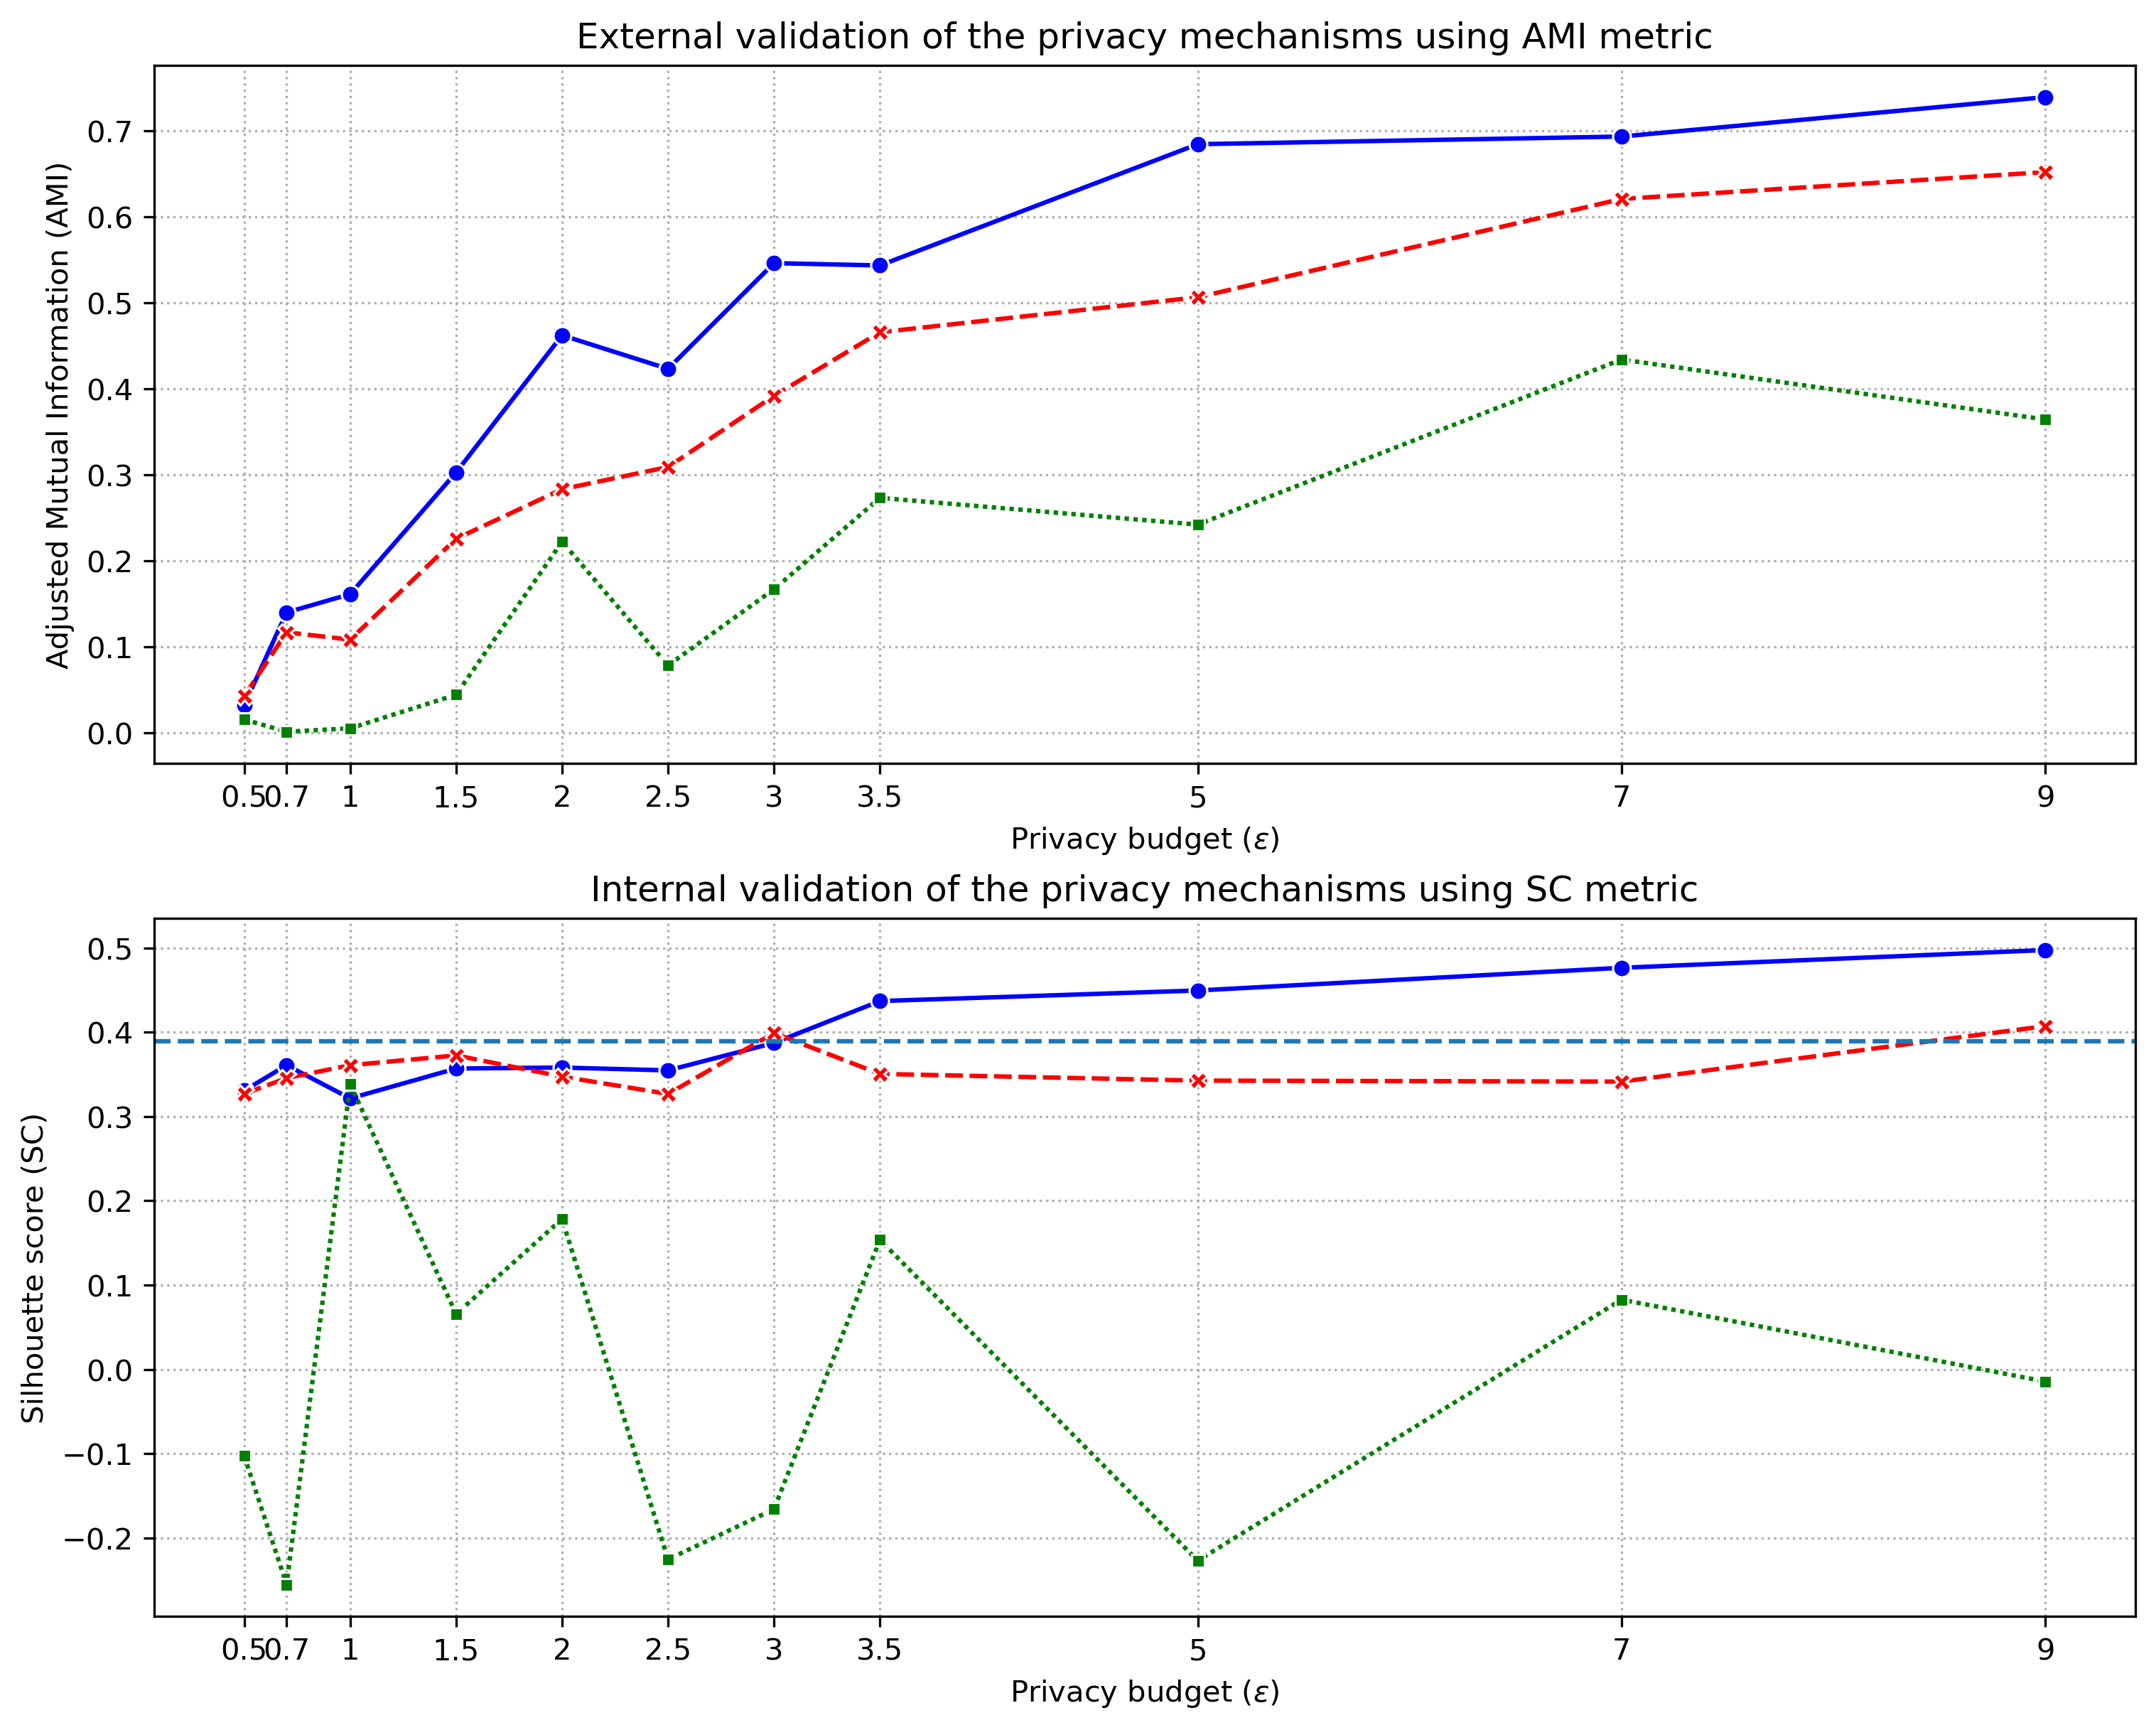 External validation of the privacy mechanisms using AMI metric
Adjusted Mutual Information (AMI)
0.7
0.6
0.5
0.4
0.3
0.2
0.1
0.0
0.5 0.7 1 1.5 2 2.5 3 3.5 5 7 9
Privacy budget (ε)
Internal validation of the privacy mechanisms using SC metric
Silhouette score (SC)
0.5
0.4
0.3
0.2
0.1
0.0
−0.1
−0.2
0.5 0.7 1 1.5 2 2.5 3 3.5 5 7 9
Privacy budget (ε)